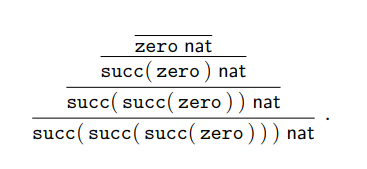 zero nat
succ( zero ) nat
succ( succ( zero ) ) nat
succ( succ( succ( zero ) ) ) nat .